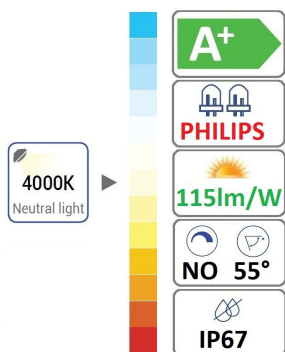 A+
PHILIPS
4000K
Neutral light
115lm/W
NO 55°
IP67